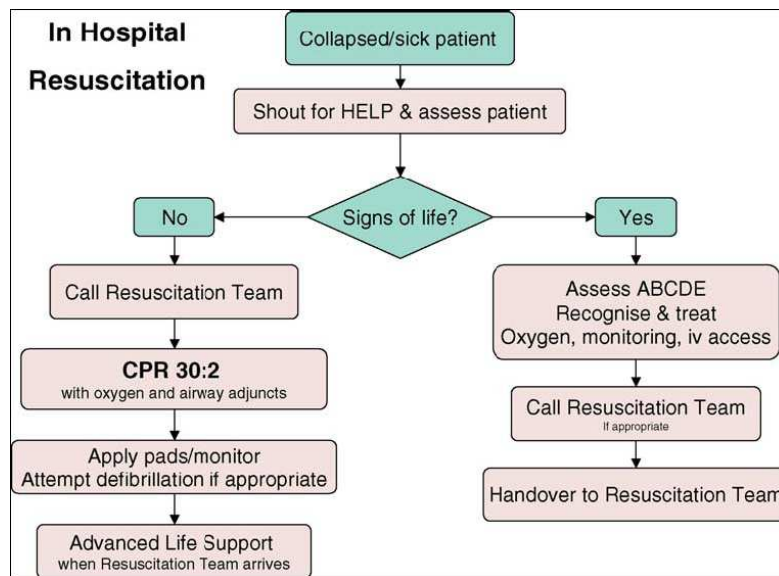 In Hospital
Resuscitation
Collapsed/sick patient
Shout for HELP & assess patient
Signs of life?
No
Yes
Call Resuscitation Team
CPR 30:2
with oxygen and airway adjuncts
Apply pads/monitor
Attempt defibrillation if appropriate
Advanced Life Support
when Resuscitation Team arrives
Assess ABCDE
Recognise & treat
Oxygen, monitoring, iv access
Call Resuscitation Team
If appropriate
Handover to Resuscitation Team